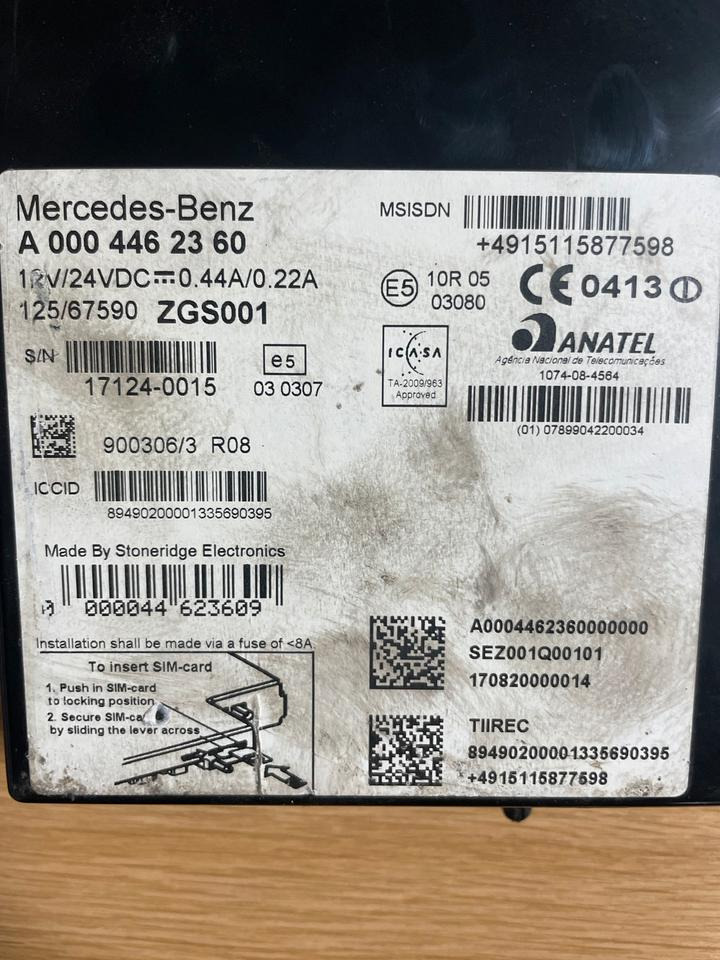 Mercedes-Benz
A 000 446 23 60
12V/24VDC⎓0.44A/0.22A
125/67590 ZGS001
S/N
17124-0015
e5
03 0307
900306/3 R08
ICCID
89490200001335690395
Made By Stoneridge Electronics
000044 623609
Installation shall be made via a fuse of <8A
To insert SIM-card
1. Push in SIM-card
to locking position
2. Secure SIM-ca
by sliding the lever across
MSISDN
+4915115877598
E5
10R 05
03080
CE 0413
ICASA
TA-2009/963
Approved
ANATEL
Agência Nacional de Telecomunicações
1074-08-4564
(01) 07899042200034
A0004462360000000
SEZ001Q00101
170820000014
TIIREC
89490200001335690395
+4915115877598